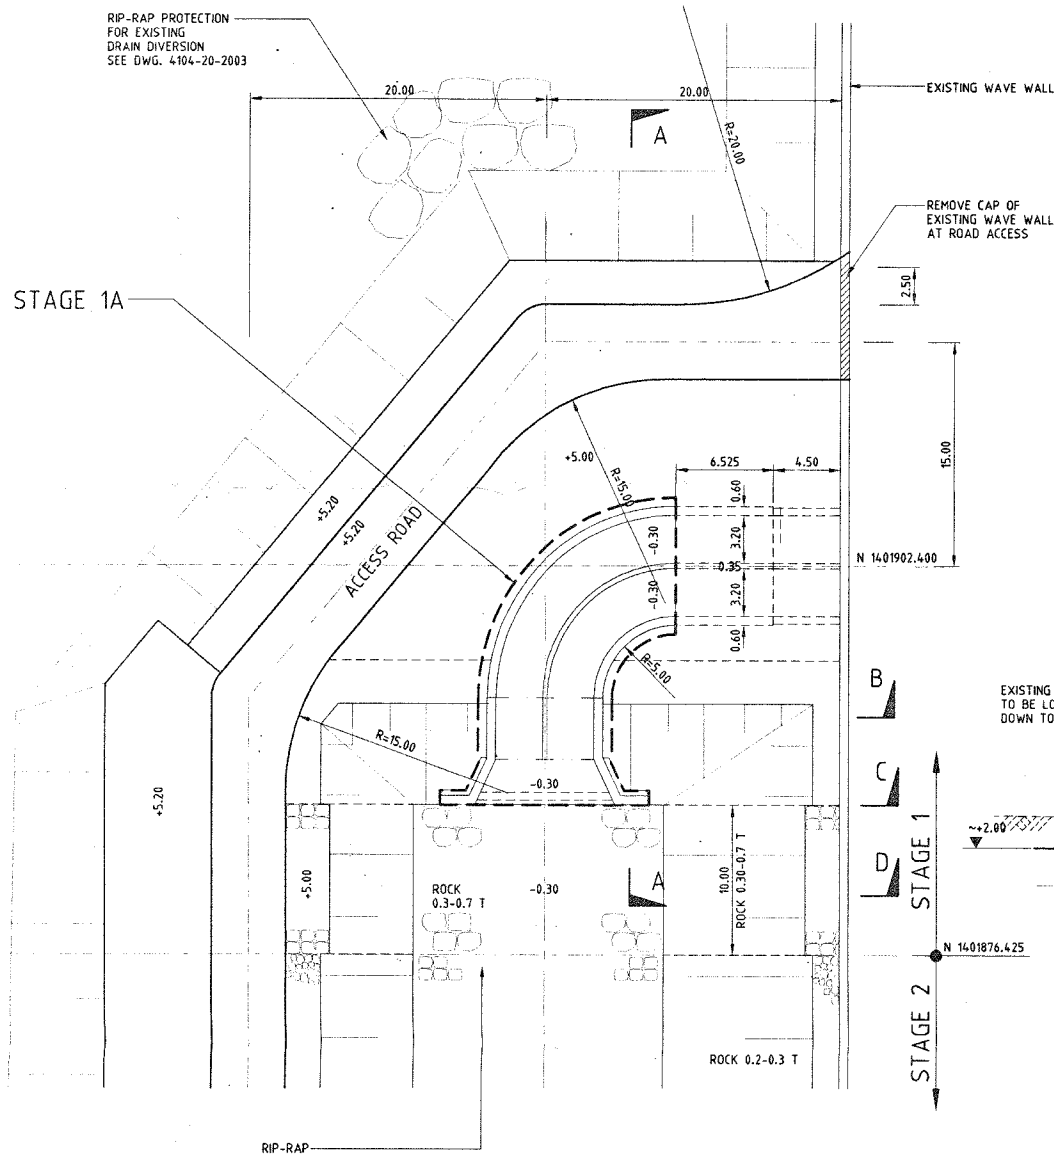 RIP-RAP PROTECTION
FOR EXISTING
DRAIN DIVERSION
SEE DWG. 4104-20-2003
20.00
20.00
A
R=20.00
EXISTING WAVE WALL
REMOVE CAP OF
EXISTING WAVE WALL
AT ROAD ACCESS
2.50
STAGE 1A
+5.00
R=15.00
6.525
4.50
15.00
0.60
3.20
0.35
3.20
0.60
-0.30
-0.30
N 1401902.400
+5.20
+5.20
ACCESS ROAD
R=5.00
B
EXISTING
TO BE LO
DOWN TO
R=15.00
-0.30
C
STAGE 1
~+2.00
+5.20
+5.00
ROCK
0.3-0.7 T
-0.30
A
10.00
ROCK 0.30-0.7 T
D
N 1401876.425
STAGE 2
ROCK 0.2-0.3 T
RIP-RAP